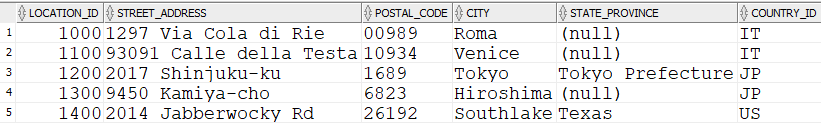 LOCATION_ID STREET_ADDRESS POSTAL_CODE CITY STATE_PROVINCE COUNTRY_ID
1 1000 1297 Via Cola di Rie 00989 Roma (null) IT
2 1100 93091 Calle della Testa 10934 Venice (null) IT
3 1200 2017 Shinjuku-ku 1689 Tokyo Tokyo Prefecture JP
4 1300 9450 Kamiya-cho 6823 Hiroshima (null) JP
5 1400 2014 Jabberwocky Rd 26192 Southlake Texas US